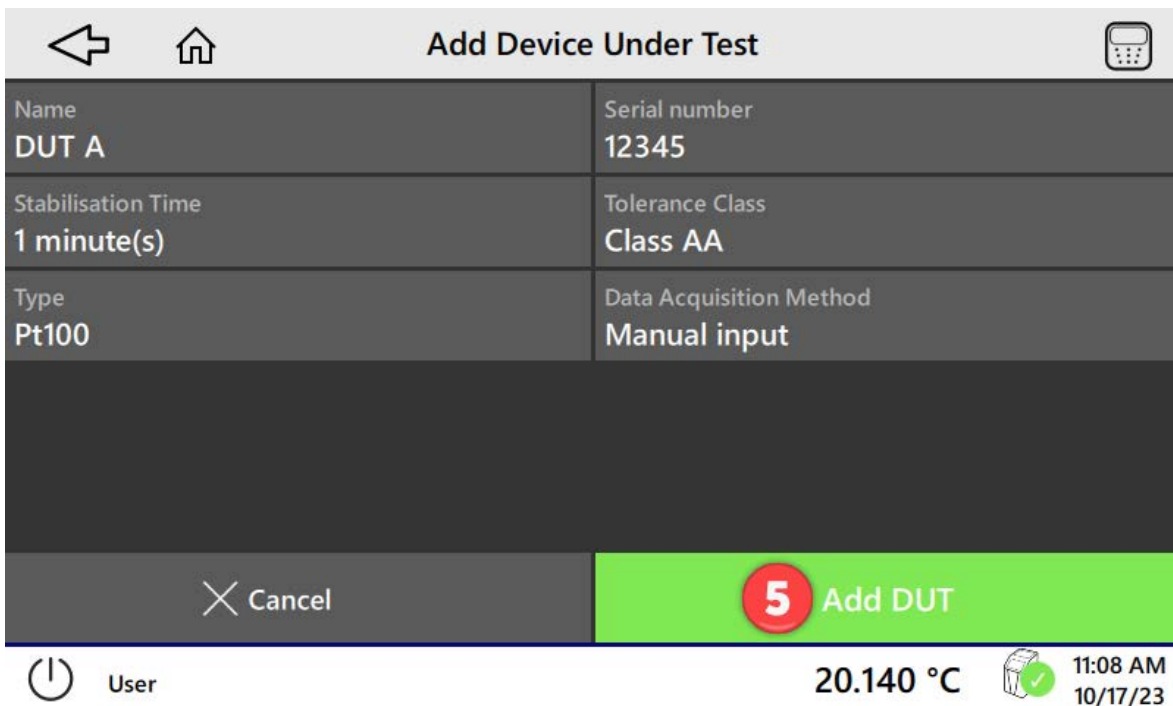 Add Device Under Test
Name
DUT A
Serial number
12345
Stabilisation Time
1 minute(s)
Tolerance Class
Class AA
Type
Pt100
Data Acquisition Method
Manual input
Cancel
5 Add DUT
User
20.140 °C
11:08 AM
10/17/23